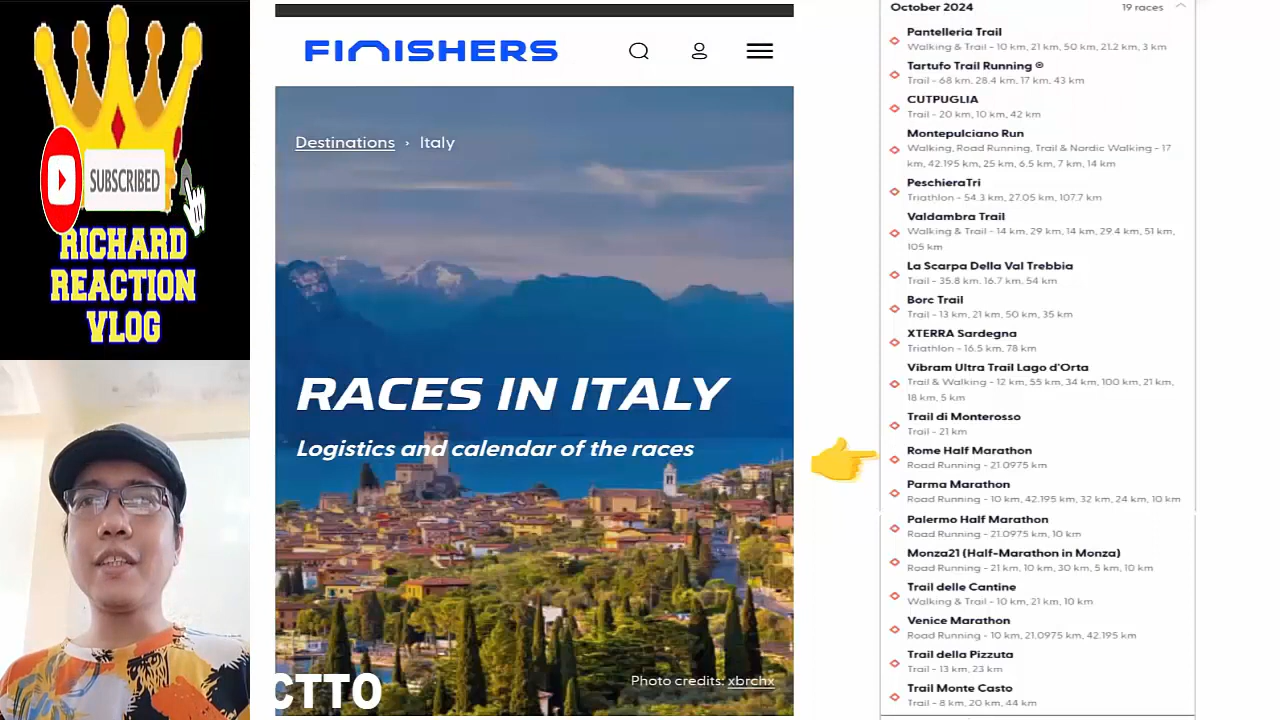 SUBSCRIBED
RICHARD
REACTION
VLOG
FINISHERS
Destinations › Italy
RACES IN ITALY
Logistics and calendar of the races
CTTO
Photo credits: xbrchx
October 2024 19 races
Pantelleria Trail
Walking & Trail - 10 km, 21 km, 50 km, 21.2 km, 3 km
Tartufo Trail Running ®
Trail - 68 km, 28.4 km, 17 km, 43 km
CUTPUGLIA
Trail - 20 km, 10 km, 42 km
Montepulciano Run
Walking, Road Running, Trail & Nordic Walking - 17
km, 42.195 km, 25 km, 6.5 km, 7 km, 14 km
PeschieraTri
Triathlon - 54.3 km, 27.05 km, 107.7 km
Valdambra Trail
Walking & Trail - 14 km, 29 km, 14 km, 29.4 km, 51 km,
105 km
La Scarpa Della Val Trebbia
Trail - 35.8 km, 16.7 km, 54 km
Borc Trail
Trail - 13 km, 21 km, 50 km, 35 km
XTERRA Sardegna
Triathlon - 16.5 km, 78 km
Vibram Ultra Trail Lago d'Orta
Trail & Walking - 12 km, 55 km, 34 km, 100 km, 21 km,
18 km, 5 km
Trail di Monterosso
Trail - 21 km
Rome Half Marathon
Road Running - 21.0975 km
Parma Marathon
Road Running - 10 km, 42.195 km, 32 km, 24 km, 10 km
Palermo Half Marathon
Road Running - 21.0975 km, 10 km
Monza21 (Half-Marathon in Monza)
Road Running - 21 km, 10 km, 30 km, 5 km, 10 km
Trail delle Cantine
Walking & Trail - 10 km, 21 km, 10 km
Venice Marathon
Road Running - 10 km, 21.0975 km, 42.195 km
Trail della Pizzuta
Trail - 13 km, 23 km
Trail Monte Casto
Trail - 8 km, 20 km, 44 km